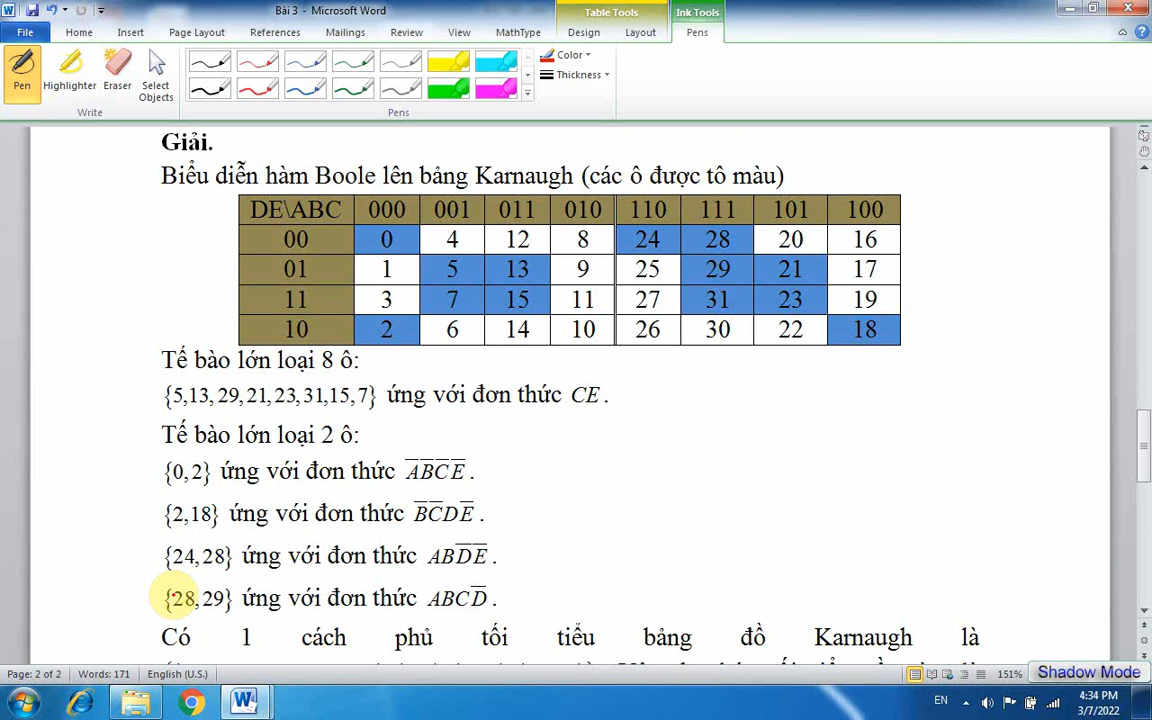 Bài 3 - Microsoft Word
Table Tools
Ink Tools
File Home Insert Page Layout References Mailings Review View MathType Design Layout Pens
Pen Highlighter Eraser Select Objects
Color
Thickness
Write Pens
Giải.
Biểu diễn hàm Boole lên bảng Karnaugh (các ô được tô màu)
DE\ABC 000 001 011 010 110 111 101 100
00 0 4 12 8 24 28 20 16
01 1 5 13 9 25 29 21 17
11 3 7 15 11 27 31 23 19
10 2 6 14 10 26 30 22 18
Tế bào lớn loại 8 ô:
{5,13,29,21,23,31,15,7} ứng với đơn thức CE.
Tế bào lớn loại 2 ô:
{0,2} ứng với đơn thức A̅B̅C̅E̅.
{2,18} ứng với đơn thức B̅C̅DE̅.
{24,28} ứng với đơn thức ABD̅E̅.
{28,29} ứng với đơn thức ABCD̅.
Có 1 cách phủ tối tiểu bảng đồ Karnaugh là
Page: 2 of 2 Words: 171 English (U.S.) 151% Shadow Mode
EN 4:34 PM
3/7/2022